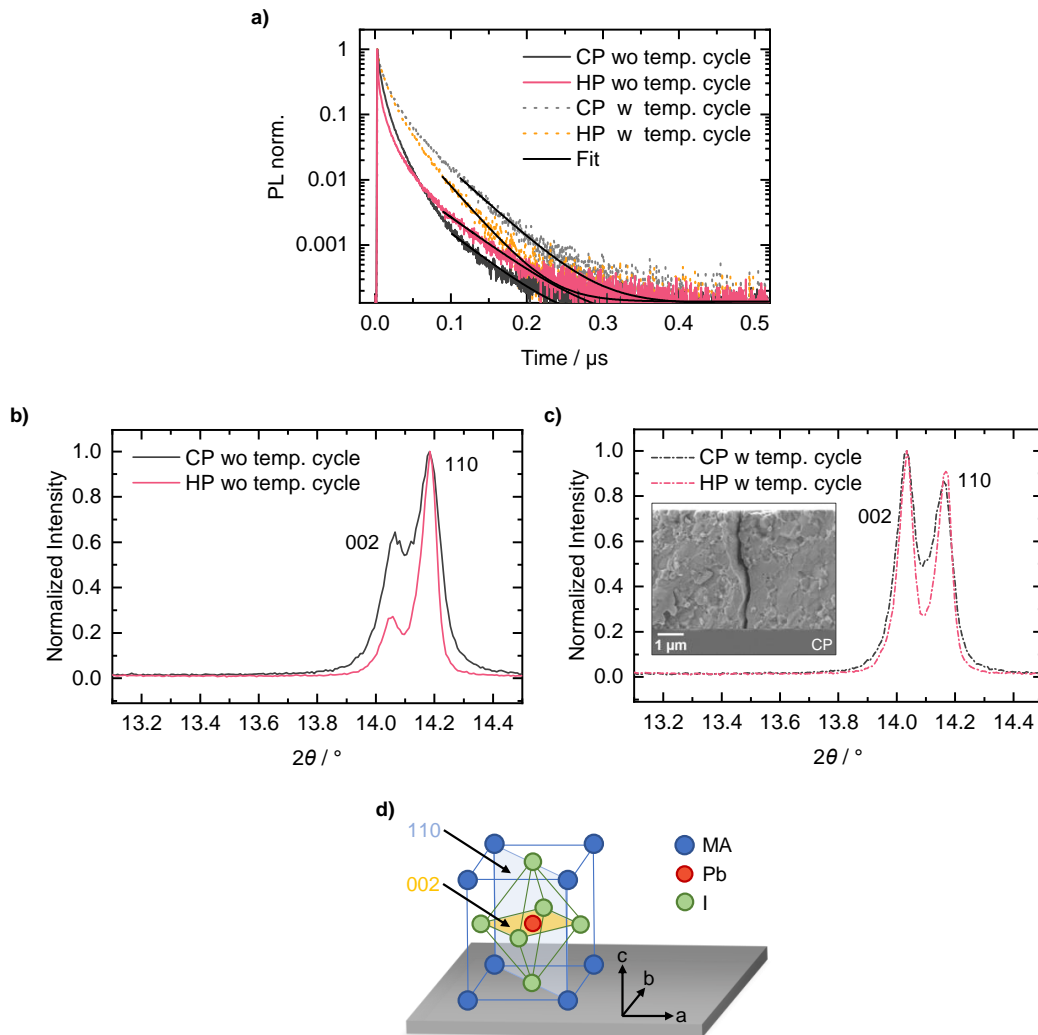 a)
1
0.1
0.01
0.001
PL norm.
CP wo temp. cycle
HP wo temp. cycle
CP w temp. cycle
HP w temp. cycle
Fit
0.0 0.1 0.2 0.3 0.4 0.5
Time / µs
b)
1.0
0.8
0.6
0.4
0.2
0.0
Normalized Intensity
CP wo temp. cycle
HP wo temp. cycle
110
002
13.2 13.4 13.6 13.8 14.0 14.2 14.4
2θ / °
c)
1.0
0.8
0.6
0.4
0.2
0.0
Normalized Intensity
CP w temp. cycle
HP w temp. cycle
110
002
1 µm
CP
13.2 13.4 13.6 13.8 14.0 14.2 14.4
2θ / °
d)
110
002
MA
Pb
I
c
b
a